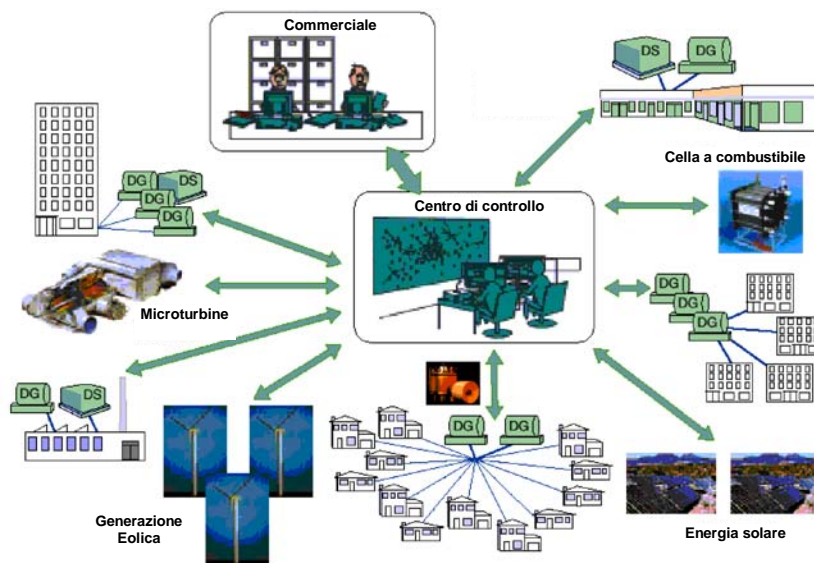 Commerciale
DS
DG
Cella a combustibile
Centro di controllo
DG
DS
DG
DG
Microturbine
DG
DG
DG
DG
DS
DG
DG
Generazione
Eolica
Energia solare